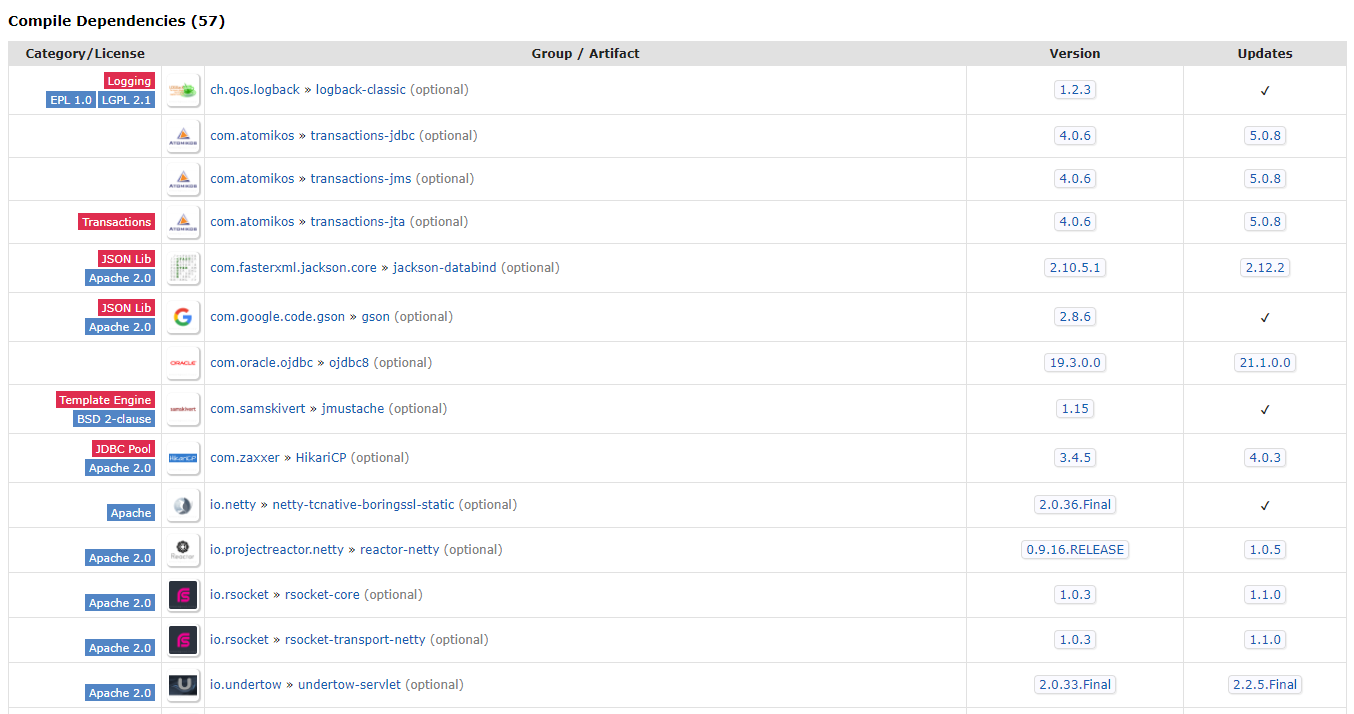 Compile Dependencies (57)
Category/License Group / Artifact Version Updates
Logging
EPL 1.0 LGPL 2.1 ch.qos.logback » logback-classic (optional) 1.2.3 ✓
ATOMIKOS com.atomikos » transactions-jdbc (optional) 4.0.6 5.0.8
ATOMIKOS com.atomikos » transactions-jms (optional) 4.0.6 5.0.8
Transactions ATOMIKOS com.atomikos » transactions-jta (optional) 4.0.6 5.0.8
JSON Lib
Apache 2.0 com.fasterxml.jackson.core » jackson-databind (optional) 2.10.5.1 2.12.2
JSON Lib
Apache 2.0 G com.google.code.gson » gson (optional) 2.8.6 ✓
ORACLE com.oracle.ojdbc » ojdbc8 (optional) 19.3.0.0 21.1.0.0
Template Engine
BSD 2-clause samskivert com.samskivert » jmustache (optional) 1.15 ✓
JDBC Pool
Apache 2.0 HikariCP com.zaxxer » HikariCP (optional) 3.4.5 4.0.3
Apache io.netty » netty-tcnative-boringssl-static (optional) 2.0.36.Final ✓
Apache 2.0 Reactor io.projectreactor.netty » reactor-netty (optional) 0.9.16.RELEASE 1.0.5
Apache 2.0 io.rsocket » rsocket-core (optional) 1.0.3 1.1.0
Apache 2.0 io.rsocket » rsocket-transport-netty (optional) 1.0.3 1.1.0
Apache 2.0 io.undertow » undertow-servlet (optional) 2.0.33.Final 2.2.5.Final